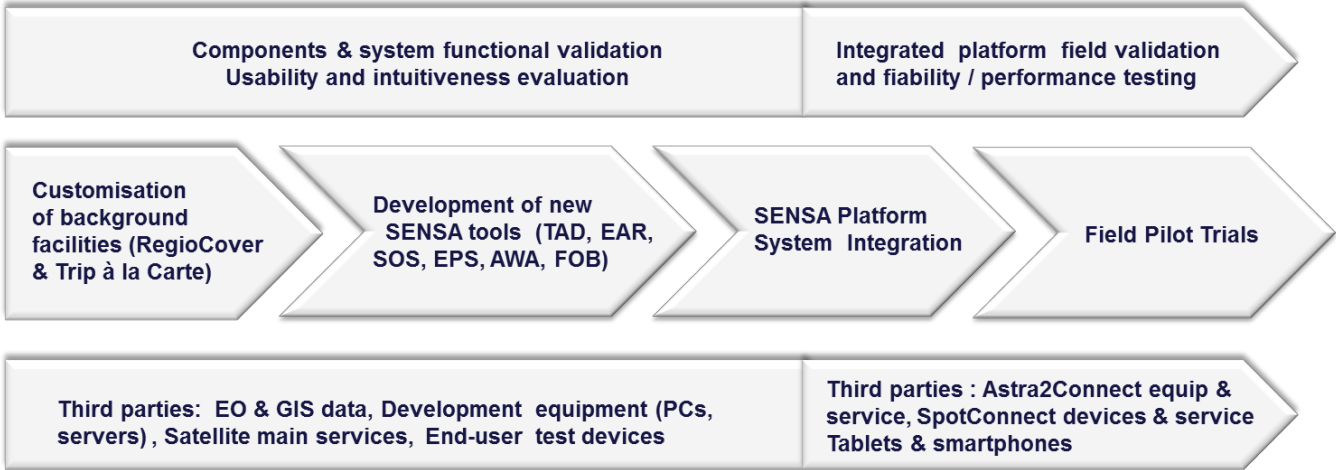 Components & system functional validation
Usability and intuitiveness evaluation
Integrated platform field validation
and fiability / performance testing
Customisation
of background
facilities (RegioCover
& Trip à la Carte)
Development of new
SENSA tools (TAD, EAR,
SOS, EPS, AWA, FOB)
SENSA Platform
System Integration
Field Pilot Trials
Third parties: EO & GIS data, Development equipment (PCs,
servers) , Satellite main services, End-user test devices
Third parties : Astra2Connect equip &
service, SpotConnect devices & service
Tablets & smartphones